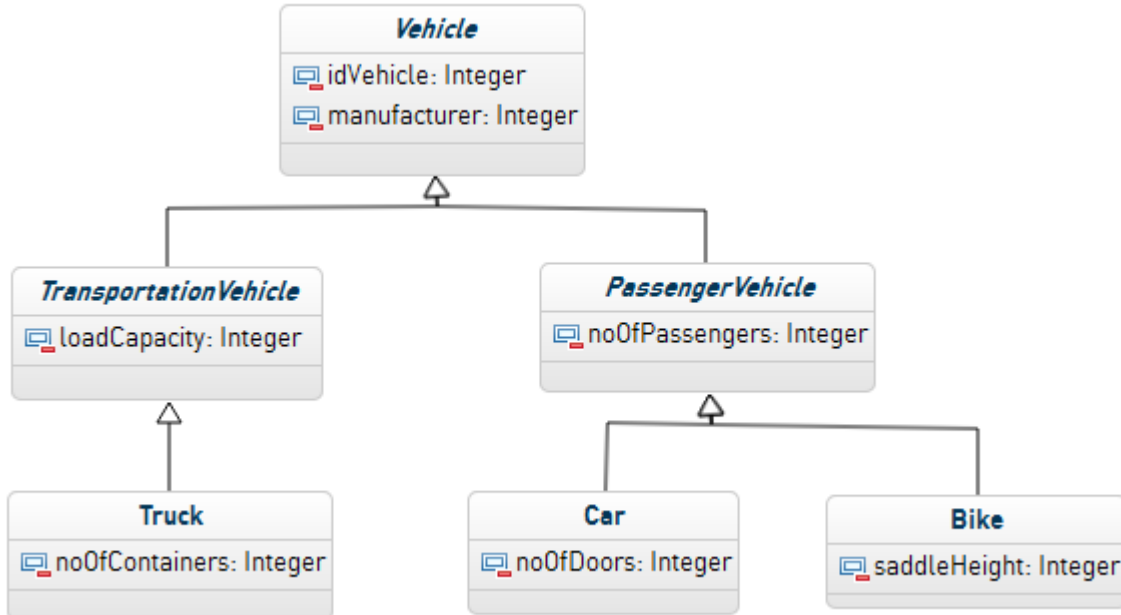 Vehicle
idVehicle: Integer
manufacturer: Integer
TransportationVehicle
loadCapacity: Integer
PassengerVehicle
noOfPassengers: Integer
Truck
noOfContainers: Integer
Car
noOfDoors: Integer
Bike
saddleHeight: Integer